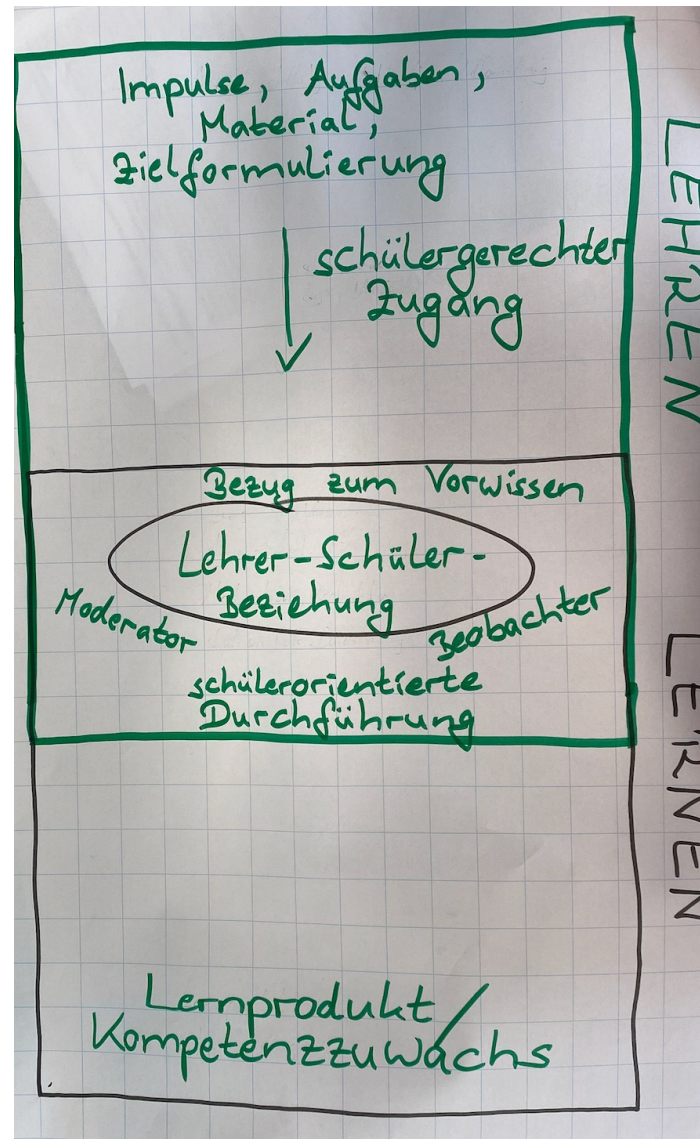 Impulse, Aufgaben,
Material,
Zielformulierung
schülergerechter
Zugang
LEHREN
Bezug zum Vorwissen
Lehrer-Schüler-
Beziehung
Moderator
Beobachter
schülerorientierte
Durchführung
LERNEN
Lernprodukt/
Kompetenzzuwachs